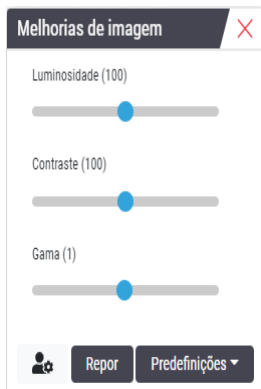 Melhorias de imagem
Luminosidade (100)
Contraste (100)
Gama (1)
Repor
Predefinições